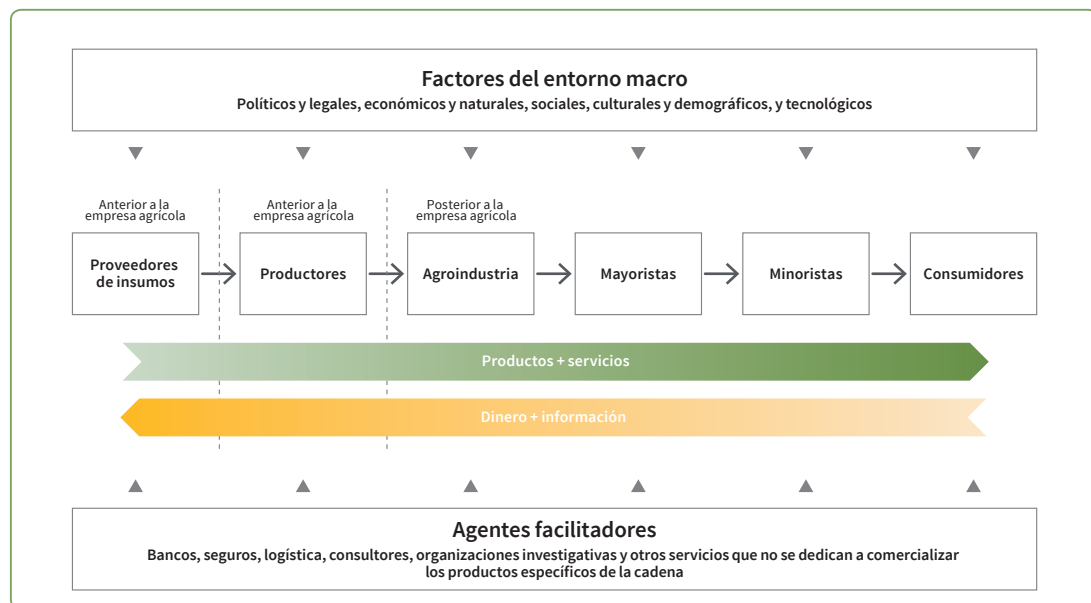 Factores del entorno macro
Políticos y legales, económicos y naturales, sociales, culturales y demográficos, y tecnológicos
Anterior a la
empresa agrícola
Anterior a la
empresa agrícola
Posterior a la
empresa agrícola
Proveedores
de insumos
Productores
Agroindustria
Mayoristas
Minoristas
Consumidores
Productos + servicios
Dinero + información
Agentes facilitadores
Bancos, seguros, logística, consultores, organizaciones investigativas y otros servicios que no se dedican a comercializar
los productos específicos de la cadena